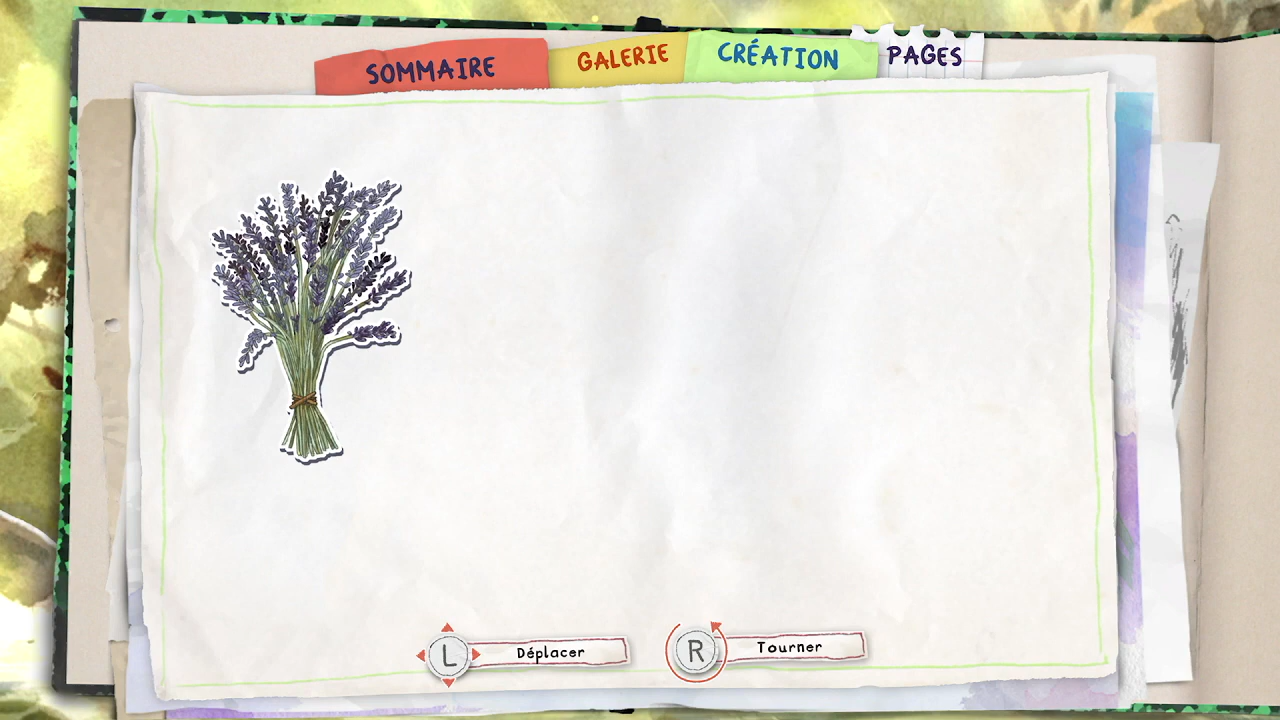 SOMMAIRE
GALERIE
CRÉATION
PAGES
L Déplacer
R Tourner